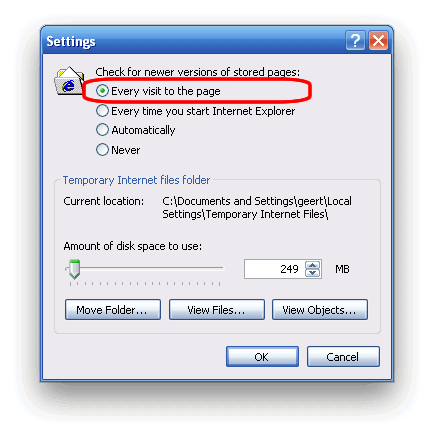 Settings
Check for newer versions of stored pages:
Every visit to the page
Every time you start Internet Explorer
Automatically
Never
Temporary Internet files folder
Current location: C:\Documents and Settings\geert\Local
Settings\Temporary Internet Files\
Amount of disk space to use:
249 MB
Move Folder... View Files... View Objects...
OK Cancel